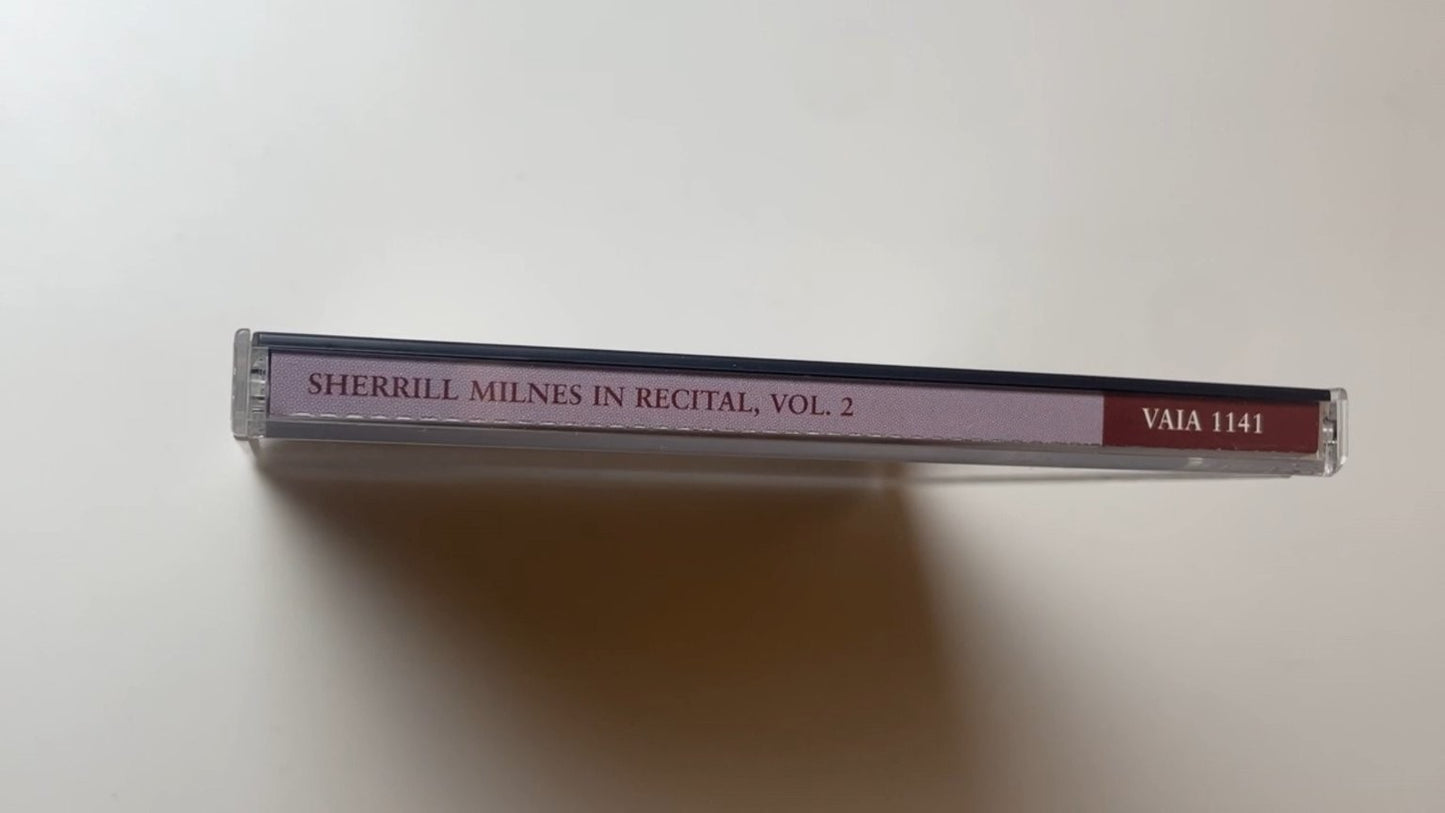 SHERRILL MILNES IN RECITAL, VOL. 2
VAIA 1141